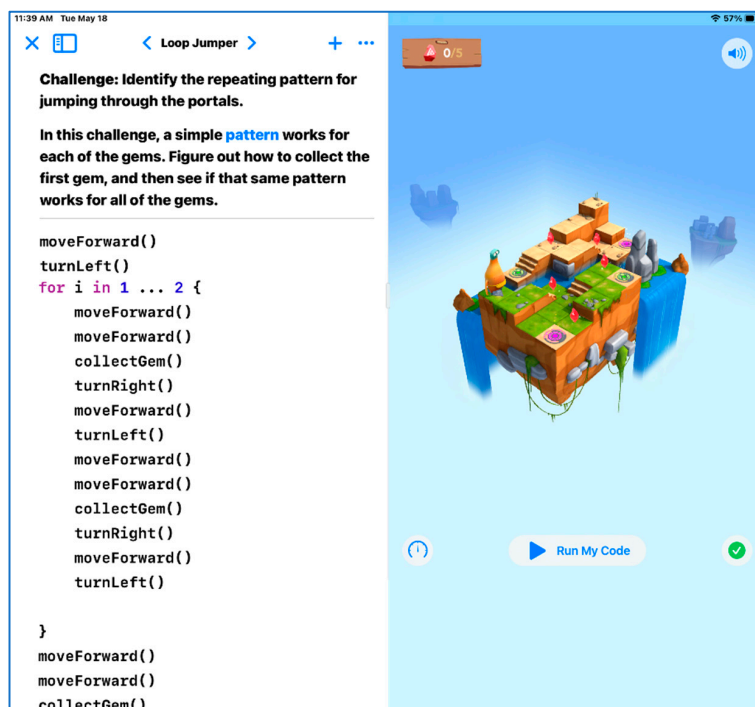 11:39 AM Tue May 18
57%
Loop Jumper
0/5
Challenge: Identify the repeating pattern for
jumping through the portals.
In this challenge, a simple pattern works for
each of the gems. Figure out how to collect the
first gem, and then see if that same pattern
works for all of the gems.
moveForward()
turnLeft()
for i in 1 ... 2 {
moveForward()
moveForward()
collectGem()
turnRight()
moveForward()
turnLeft()
moveForward()
moveForward()
collectGem()
turnRight()
moveForward()
turnLeft()
}
moveForward()
moveForward()
collectGem()
Run My Code